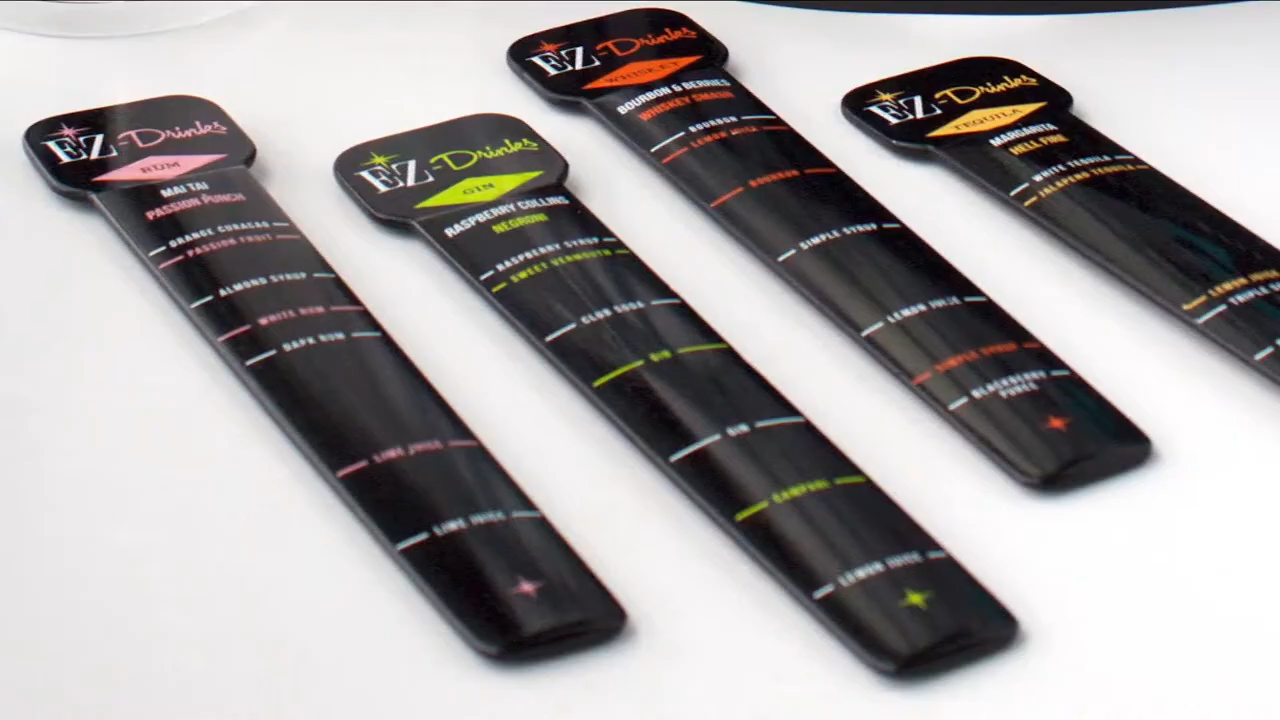 EZ-Drinks
RUM
MAI TAI
PASSION PUNCH
ORANGE CURACAO
PASSION FRUIT
ALMOND SYRUP
WHITE RUM
DARK RUM
LIME JUICE
LIME JUICE
EZ-Drinks
GIN
RASPBERRY COLLINS
NEGRONI
RASPBERRY SYRUP
SWEET VERMOUTH
CLUB SODA
GIN
GIN
CAMPARI
LEMON JUICE
EZ-Drinks
WHISKEY
BOURBON & BERRIES
WHISKEY SMASH
BOURBON
LEMON JUICE
BOURBON
SIMPLE SYRUP
LEMON JUICE
SIMPLE SYRUP
BLACKBERRY
PUREE
EZ-Drinks
TEQUILA
MARGARITA
HELL FIRE
WHITE TEQUILA
JALAPENO TEQUILA
LEMON JUICE
TRIPLE